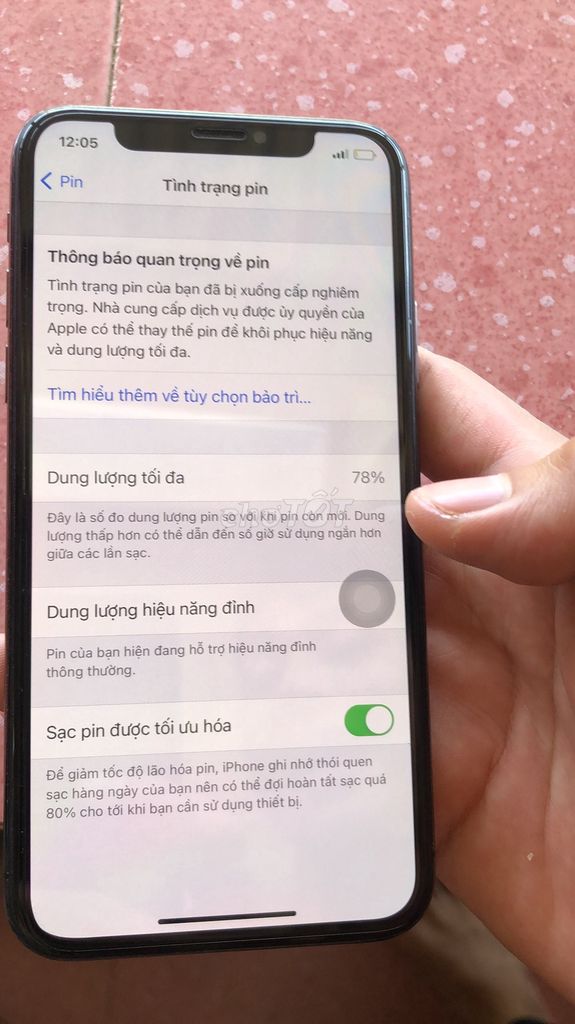 12:05
Pin
Tình trạng pin
Thông báo quan trọng về pin
Tình trạng pin của bạn đã bị xuống cấp nghiêm
trọng. Nhà cung cấp dịch vụ được ủy quyền của
Apple có thể thay thế pin để khôi phục hiệu năng
và dung lượng tối đa.
Tìm hiểu thêm về tùy chọn bảo trì...
Dung lượng tối đa
78%
choTỐT
Đây là số đo dung lượng pin so với khi pin còn mới. Dung
lượng thấp hơn có thể dẫn đến số giờ sử dụng ngắn hơn
giữa các lần sạc.
Dung lượng hiệu năng đỉnh
Pin của bạn hiện đang hỗ trợ hiệu năng đỉnh
thông thường.
Sạc pin được tối ưu hóa
Để giảm tốc độ lão hóa pin, iPhone ghi nhớ thói quen
sạc hàng ngày của bạn nên có thể đợi hoàn tất sạc quá
80% cho tới khi bạn cần sử dụng thiết bị.